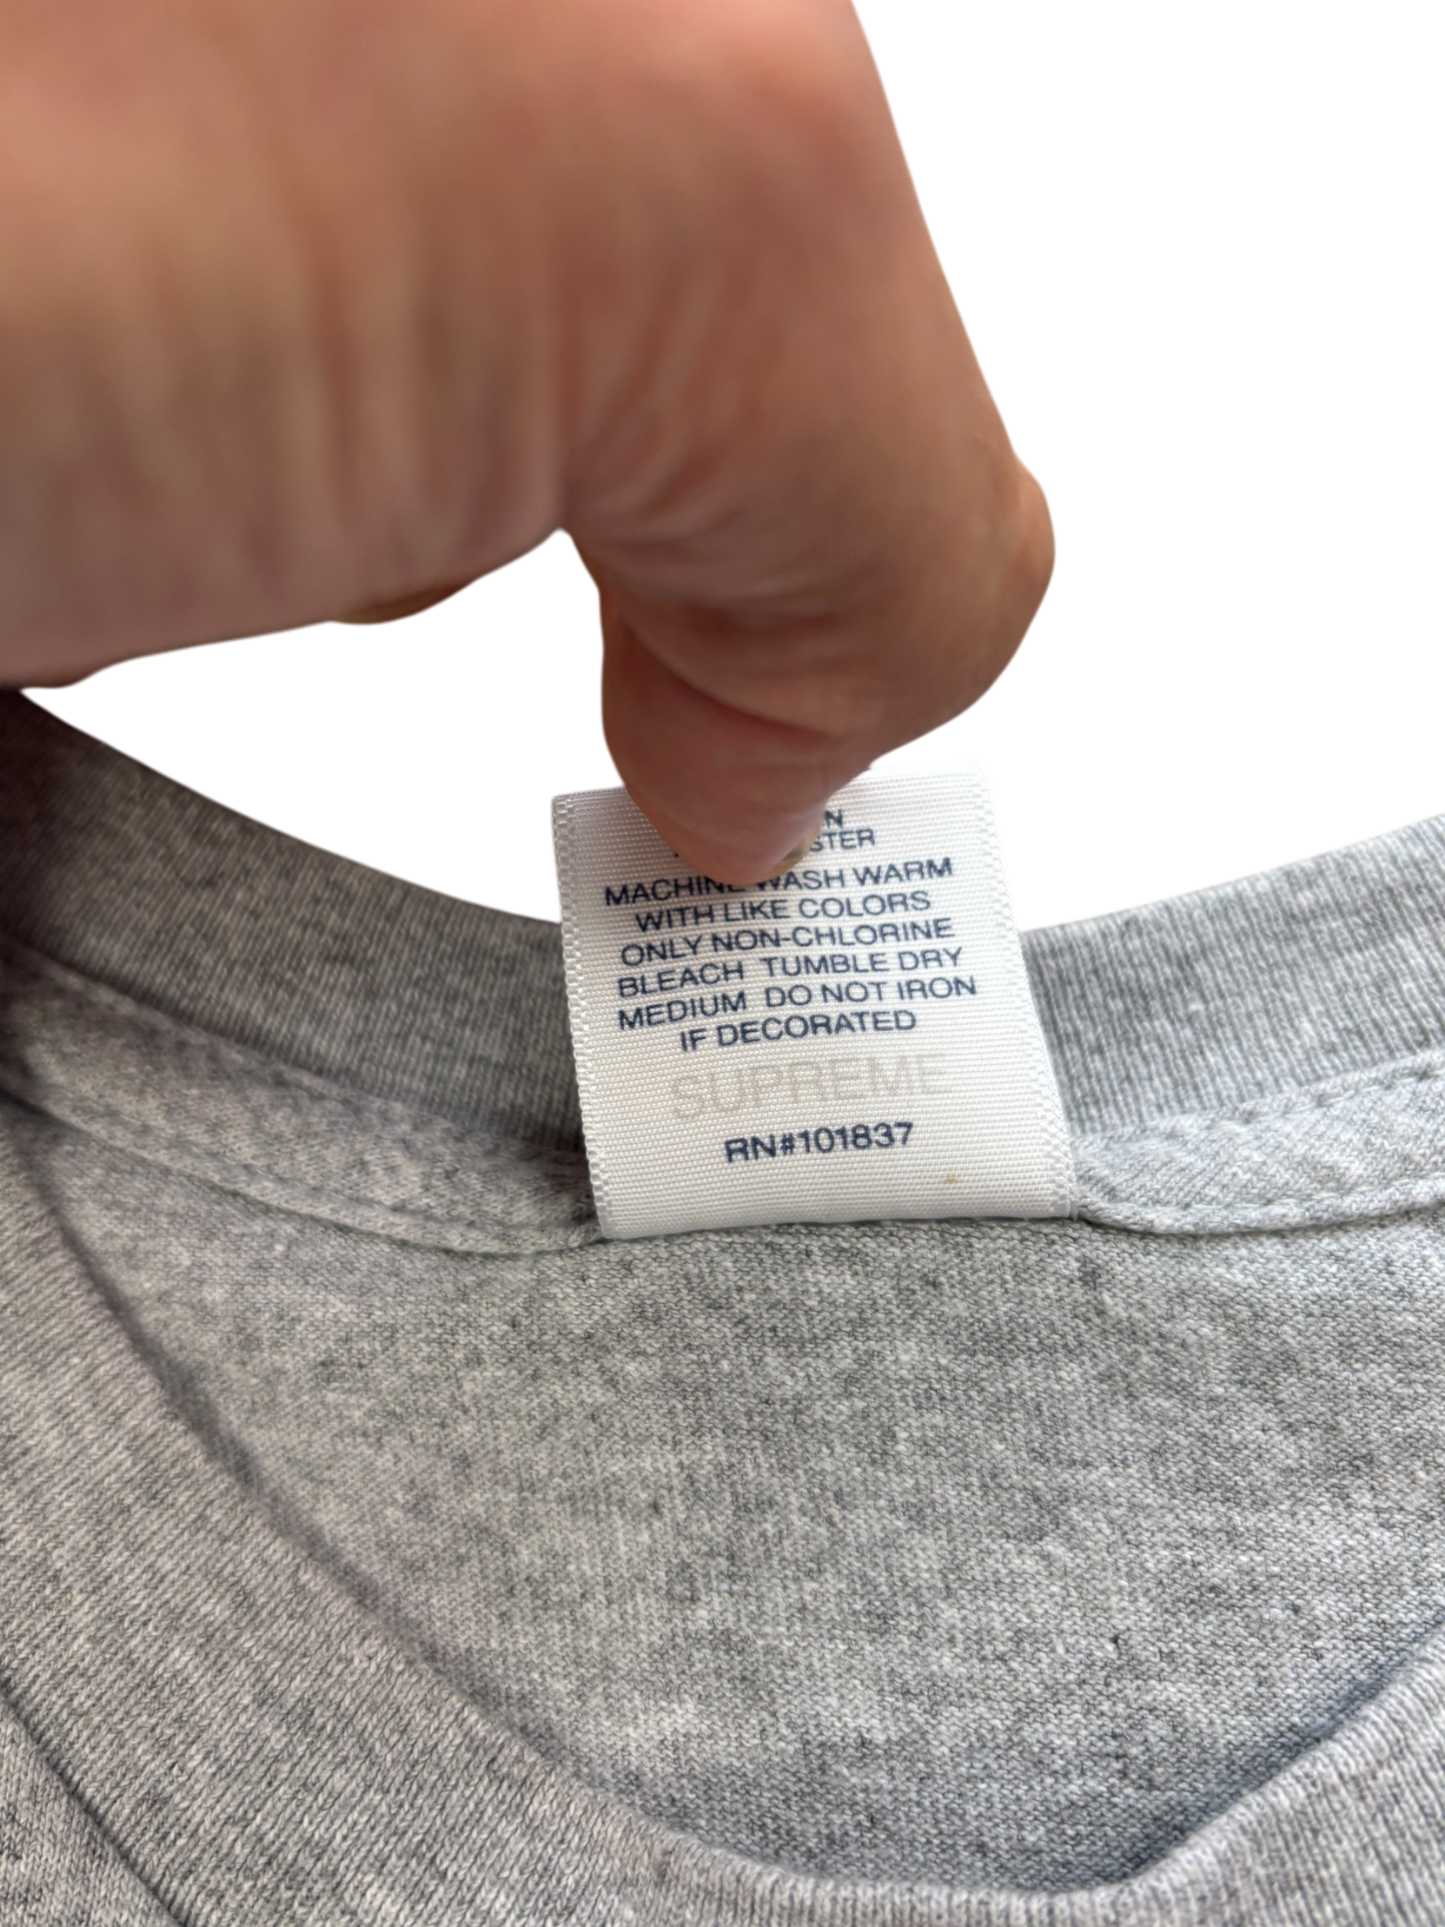 MACHINE WASH WARM
WITH LIKE COLORS
ONLY NON-CHLORINE
BLEACH TUMBLE DRY
MEDIUM DO NOT IRON
IF DECORATED
SUPREME
RN#101837